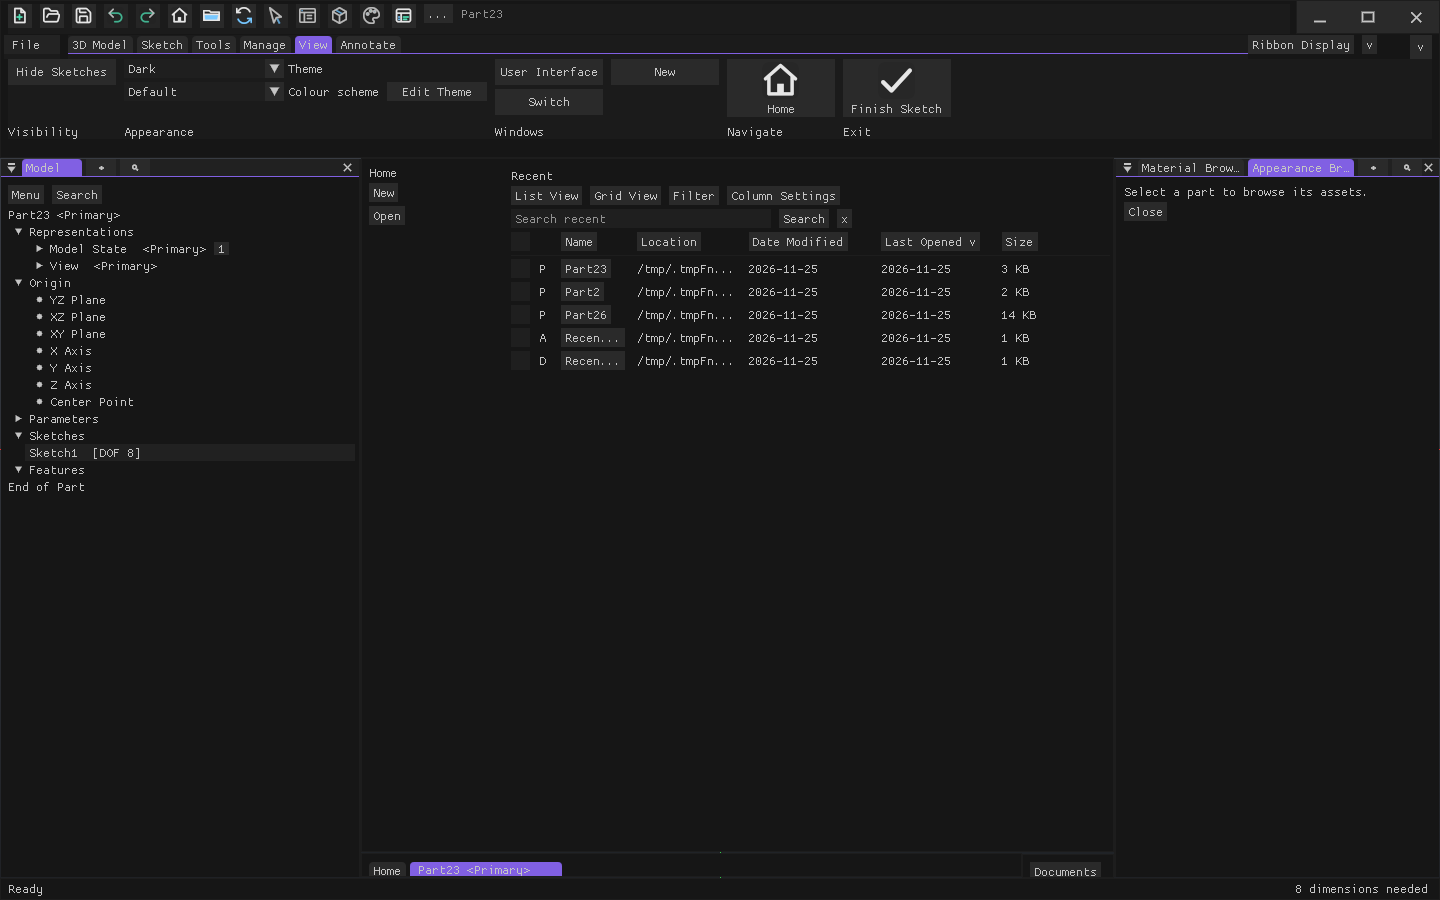 ... Part23
File 3D Model Sketch Tools Manage View Annotate Ribbon Display v v
Hide Sketches Dark Theme User Interface New
Default Colour scheme Edit Theme Switch Home Finish Sketch
Visibility Appearance Windows Navigate Exit
Model
Menu Search
Part23 <Primary>
Representations
Model State <Primary> 1
View <Primary>
Origin
YZ Plane
XZ Plane
XY Plane
X Axis
Y Axis
Z Axis
Center Point
Parameters
Sketches
Sketch1 [DOF 8]
Features
End of Part
Home
New
Open
Recent
List View Grid View Filter Column Settings
Search recent Search x
Name Location Date Modified Last Opened v Size
P Part23 /tmp/.tmpFn... 2026-11-25 2026-11-25 3 KB
P Part2 /tmp/.tmpFn... 2026-11-25 2026-11-25 2 KB
P Part26 /tmp/.tmpFn... 2026-11-25 2026-11-25 14 KB
A Recen... /tmp/.tmpFn... 2026-11-25 2026-11-25 1 KB
D Recen... /tmp/.tmpFn... 2026-11-25 2026-11-25 1 KB
Material Brow… Appearance Br…
Select a part to browse its assets.
Close
Home Part23 <Primary> Documents
Ready 8 dimensions needed